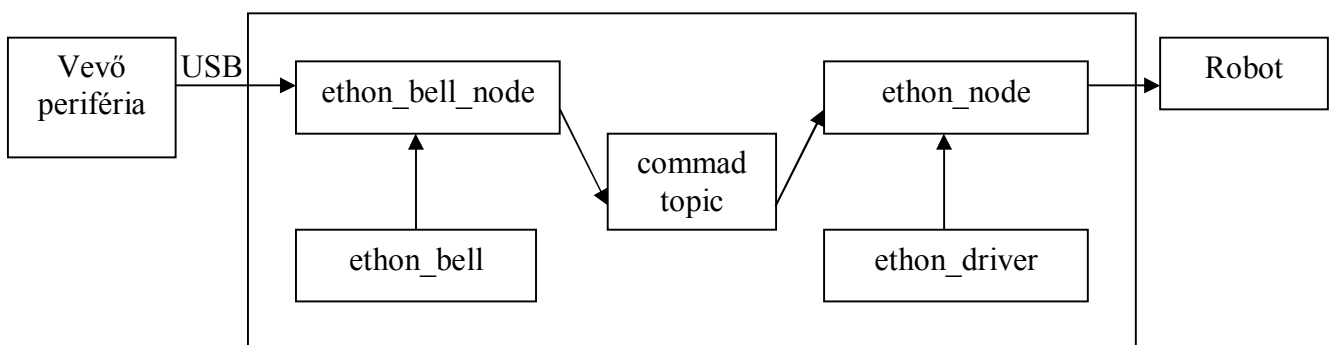 Vevő
periféria
USB
ethon_bell_node
ethon_bell
commad
topic
ethon_node
ethon_driver
Robot